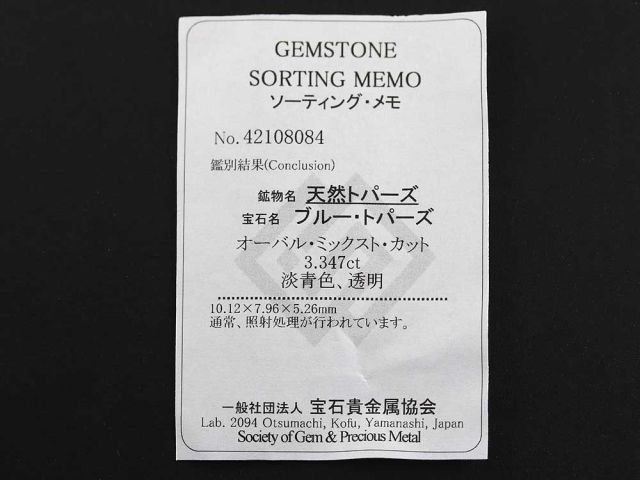 GEMSTONE
SORTING MEMO
ソーティング・メモ
No. 42108084
鑑別結果(Conclusion)
鉱物名 天然トパーズ
宝石名 ブルー・トパーズ
オーバル・ミックスト・カット
3.347ct
淡青色、透明
10.12×7.96×5.26mm
通常、照射処理が行われています。
一般社団法人 宝石貴金属協会
Lab. 2094 Otsumachi, Kofu, Yamanashi, Japan
Society of Gem & Precious Metal